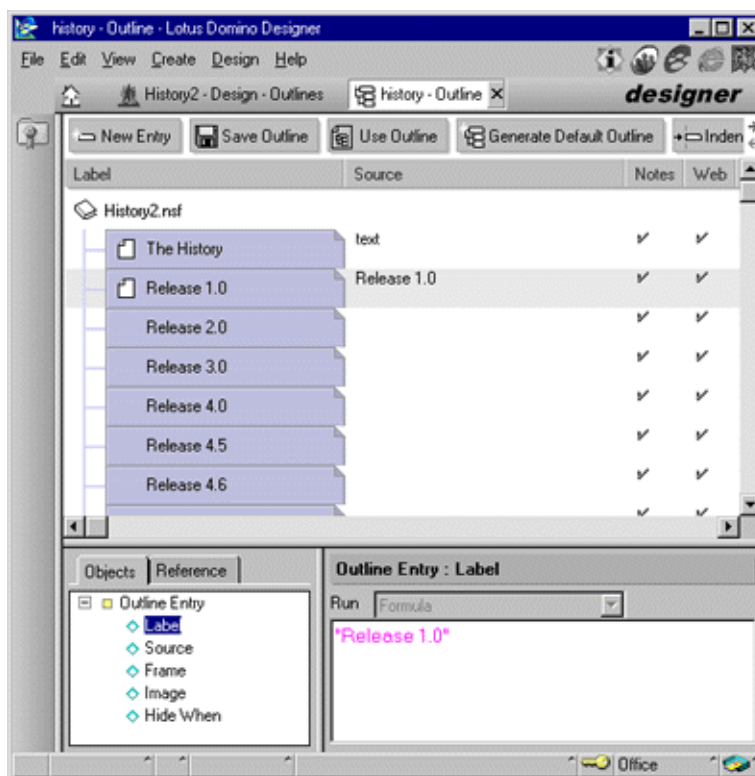 history - Outline - Lotus Domino Designer
File Edit View Create Design Help
History2 - Design - Outlines history - Outline designer
New Entry Save Outline Use Outline Generate Default Outline Inden
Label Source Notes Web
History2.nsf
The History text
Release 1.0 Release 1.0
Release 2.0
Release 3.0
Release 4.0
Release 4.5
Release 4.6
Objects Reference Outline Entry : Label
Outline Entry Run Formula
Label "Release 1.0"
Source
Frame
Image
Hide When
Office